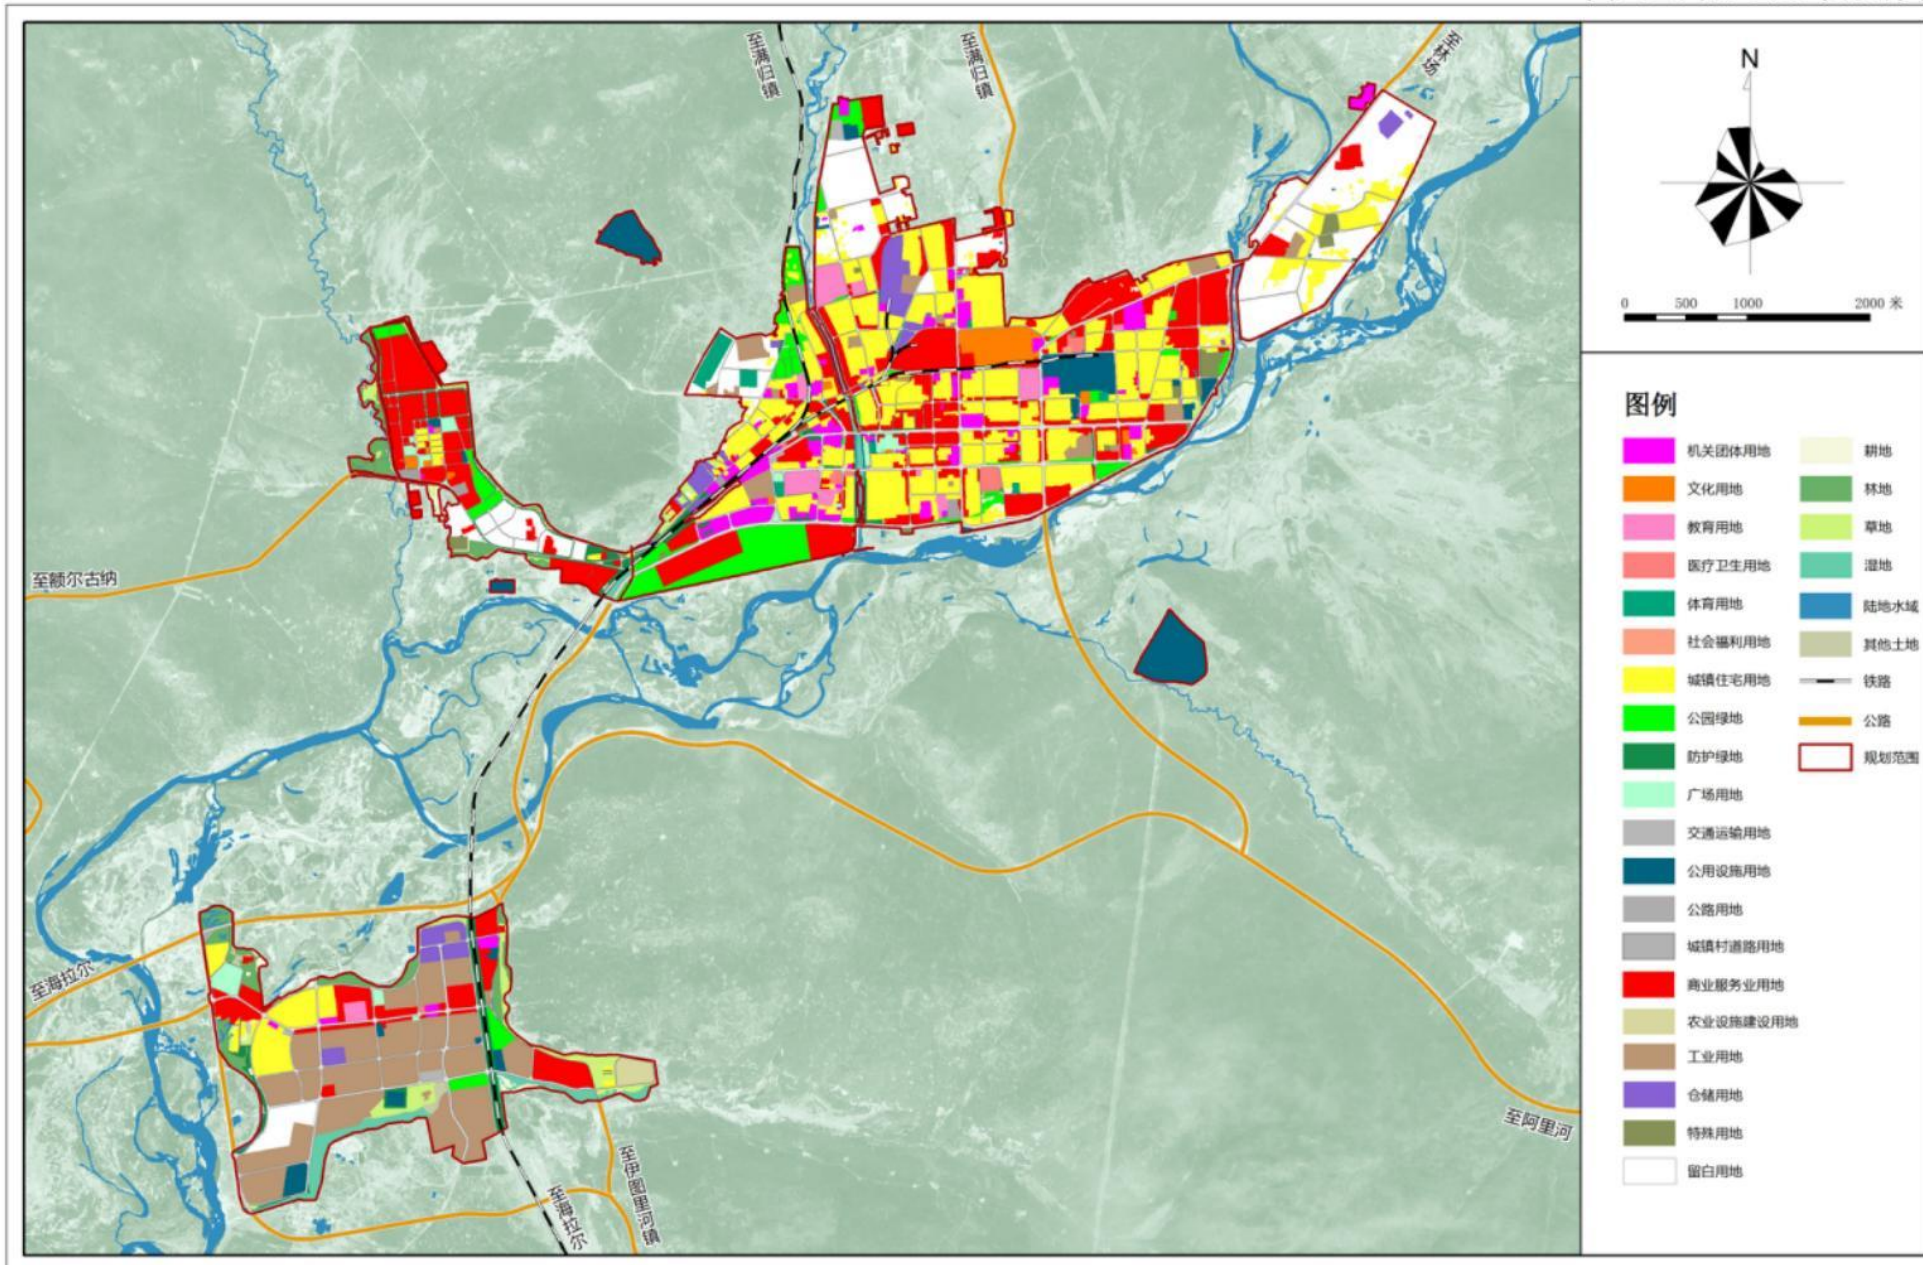 至满归镇
至满归镇
至林场
至额尔古纳
至海拉尔
至海拉尔
至伊图里河镇
至阿里河
N
0 500 1000 2000 米
图例
机关团体用地
文化用地
教育用地
医疗卫生用地
体育用地
社会福利用地
城镇住宅用地
公园绿地
防护绿地
广场用地
交通运输用地
公用设施用地
公路用地
城镇村道路用地
商业服务业用地
农业设施建设用地
工业用地
仓储用地
特殊用地
留白用地
耕地
林地
草地
湿地
陆地水域
其他土地
铁路
公路
规划范围